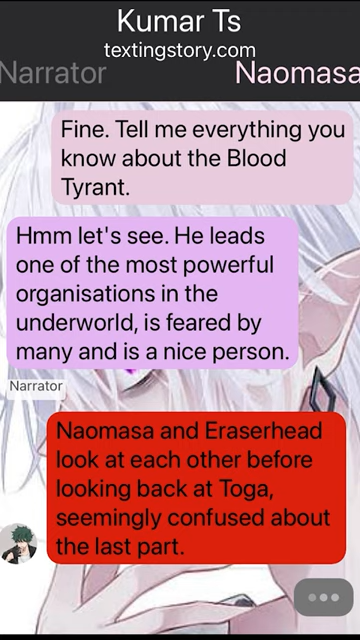 Kumar Ts
textingstory.com
Narrator Naomasa
Fine. Tell me everything you
know about the Blood
Tyrant.
Hmm let's see. He leads
one of the most powerful
organisations in the
underworld, is feared by
many and is a nice person.
Narrator
Naomasa and Eraserhead
look at each other before
looking back at Toga,
seemingly confused about
the last part.